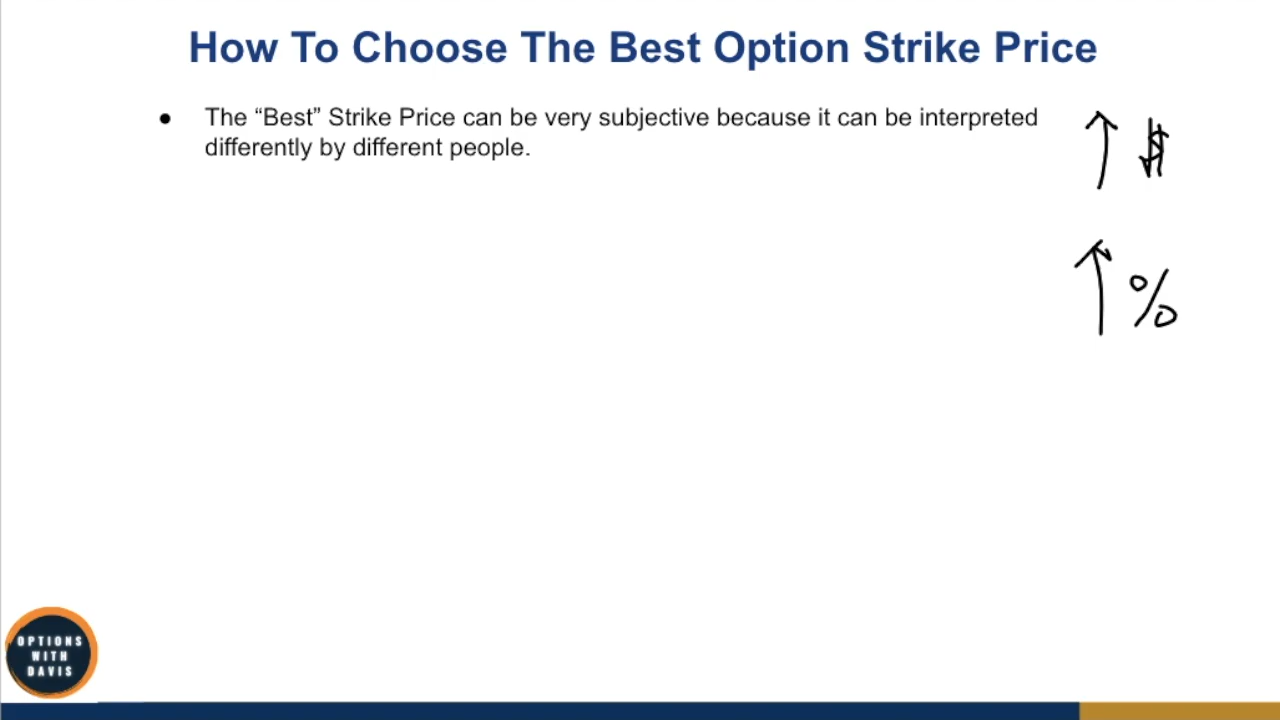 How To Choose The Best Option Strike Price
● The “Best” Strike Price can be very subjective because it can be interpreted
differently by different people.
↑ $
↑ %
OPTIONS
WITH
DAVIS